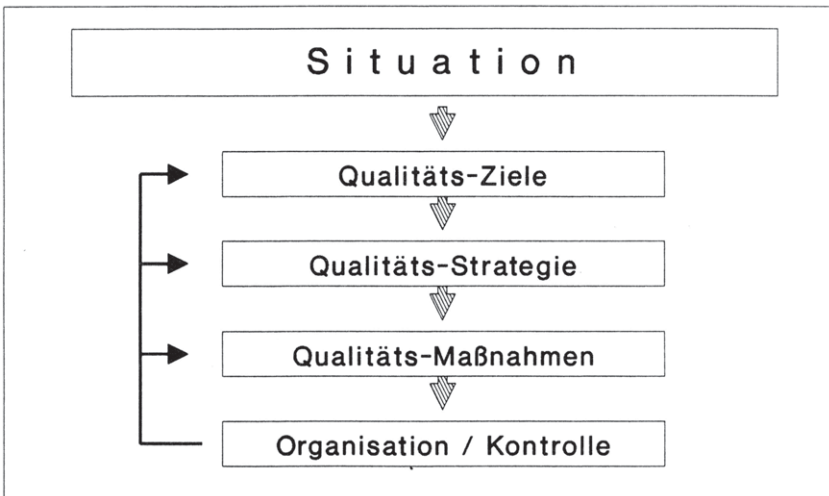 Situation
Qualitäts-Ziele
Qualitäts-Strategie
Qualitäts-Maßnahmen
Organisation / Kontrolle